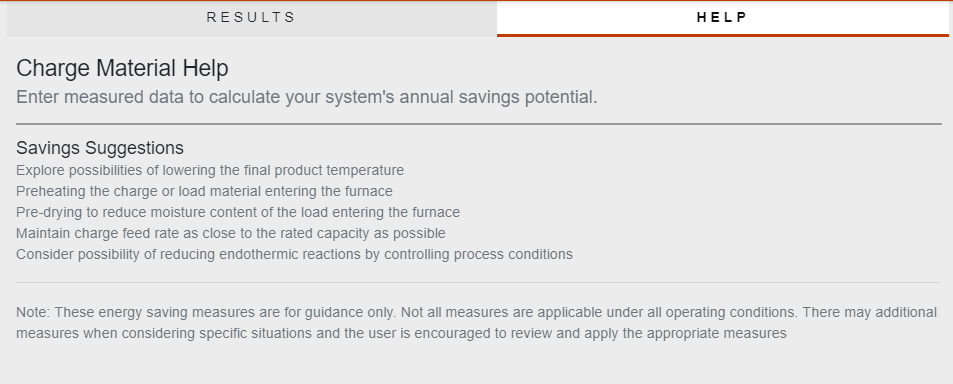 RESULTS
HELP
Charge Material Help
Enter measured data to calculate your system's annual savings potential.
Savings Suggestions
Explore possibilities of lowering the final product temperature
Preheating the charge or load material entering the furnace
Pre-drying to reduce moisture content of the load entering the furnace
Maintain charge feed rate as close to the rated capacity as possible
Consider possibility of reducing endothermic reactions by controlling process conditions
Note: These energy saving measures are for guidance only. Not all measures are applicable under all operating conditions. There may additional
measures when considering specific situations and the user is encouraged to review and apply the appropriate measures